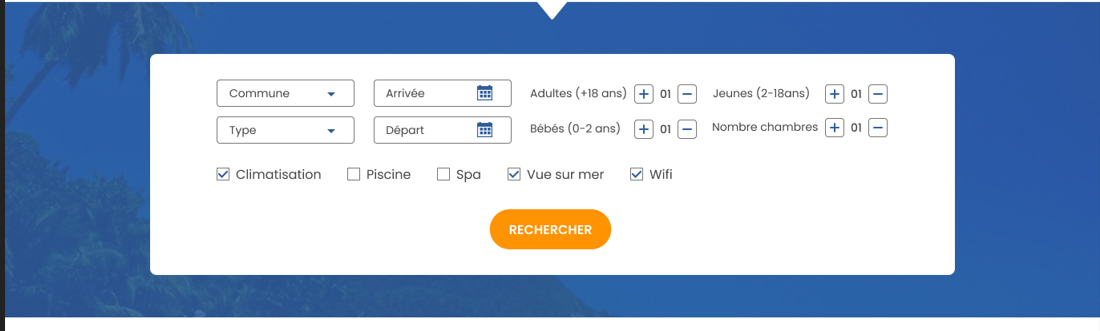 Commune Arrivée Adultes (+18 ans) + 01 − Jeunes (2-18ans) + 01 −
Type Départ Bébés (0-2 ans) + 01 − Nombre chambres + 01 −
Climatisation Piscine Spa Vue sur mer Wifi
RECHERCHER